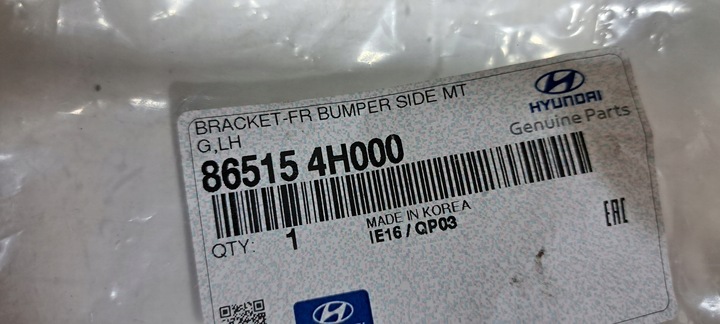 BRACKET-FR BUMPER SIDE MT
G,LH
HYUNDAI
Genuine Parts
86515 4H000
MADE IN KOREA
IE16 / QP03
QTY: 1
EAC